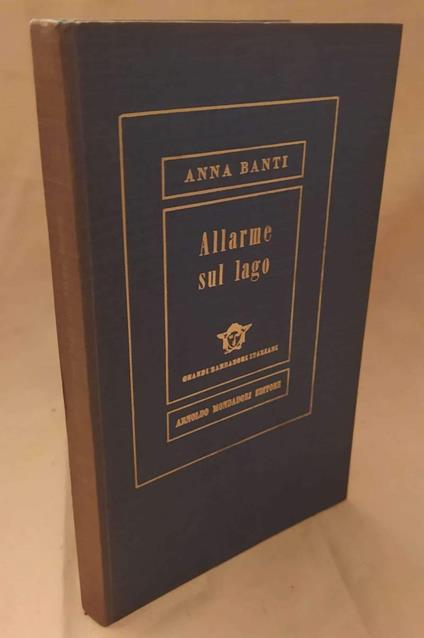 ANNA BANTI
Allarme
sul lago
GRANDI NARRATORI ITALIANI
ARNOLDO MONDADORI EDITORE